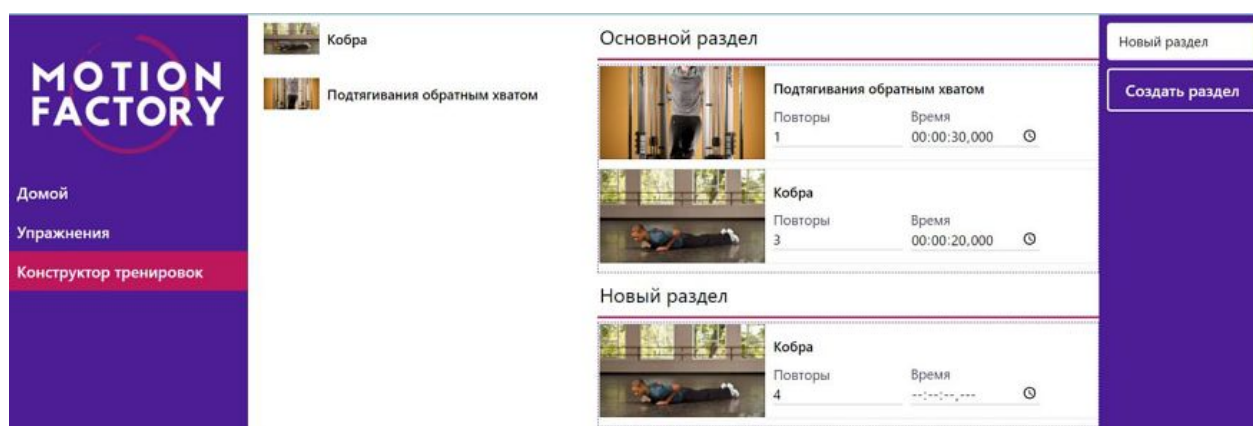 MOTION
FACTORY
Домой
Упражнения
Конструктор тренировок
Кобра
Подтягивания обратным хватом
Основной раздел
Подтягивания обратным хватом
Повторы Время
1 00:00:30,000
Кобра
Повторы Время
3 00:00:20,000
Новый раздел
Кобра
Повторы Время
4 --:--:--,---
Новый раздел
Создать раздел